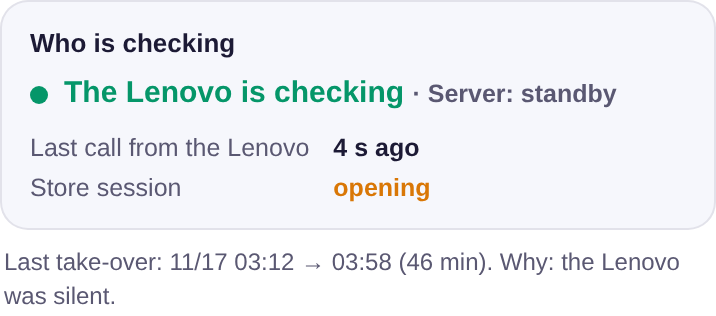 Who is checking
The Lenovo is checking · Server: standby
Last call from the Lenovo 4 s ago
Store session opening
Last take-over: 11/17 03:12 → 03:58 (46 min). Why: the Lenovo
was silent.